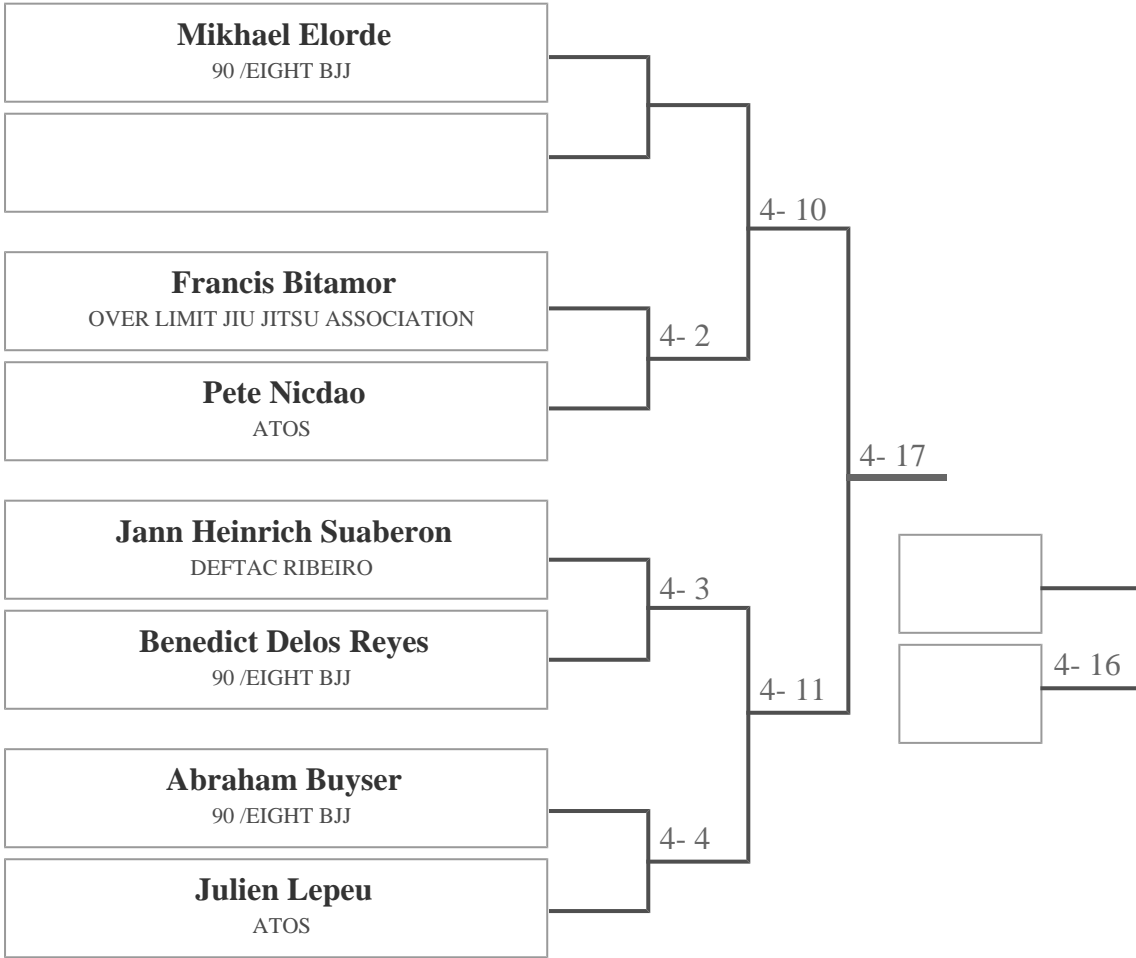 Mikhael Elorde
90 /EIGHT BJJ
4- 10
Francis Bitamor
OVER LIMIT JIU JITSU ASSOCIATION
4- 2
Pete Nicdao
ATOS
4- 17
Jann Heinrich Suaberon
DEFTAC RIBEIRO
4- 3
Benedict Delos Reyes
90 /EIGHT BJJ
4- 11
4- 16
Abraham Buyser
90 /EIGHT BJJ
4- 4
Julien Lepeu
ATOS